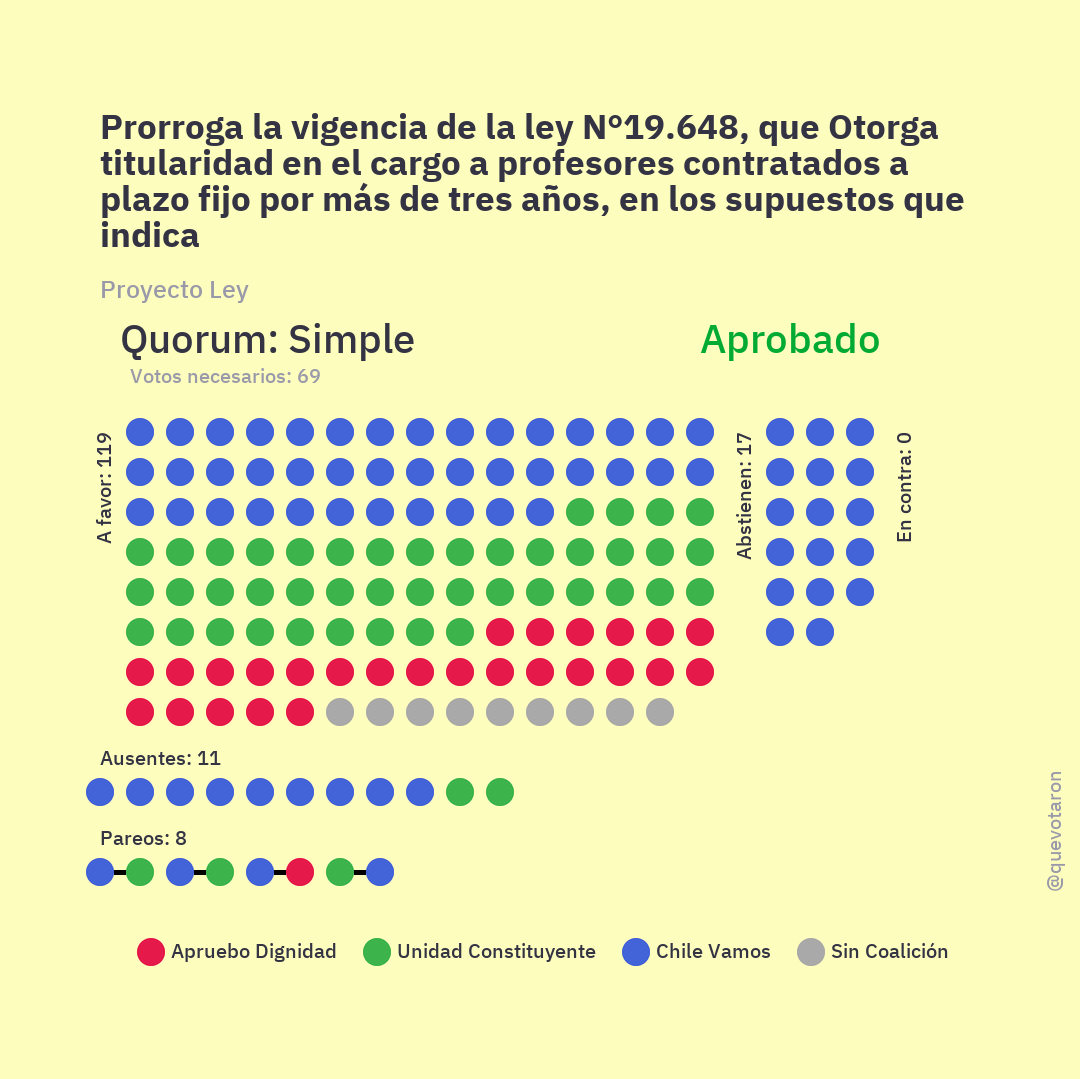 Prorroga la vigencia de la ley N°19.648, que Otorga
titularidad en el cargo a profesores contratados a
plazo fijo por más de tres años, en los supuestos que
indica
Proyecto Ley
Quorum: Simple
Aprobado
Votos necesarios: 69
A favor: 119
Abstienen: 17
En contra: 0
Ausentes: 11
Pareos: 8
@quevotaron
Apruebo Dignidad
Unidad Constituyente
Chile Vamos
Sin Coalición